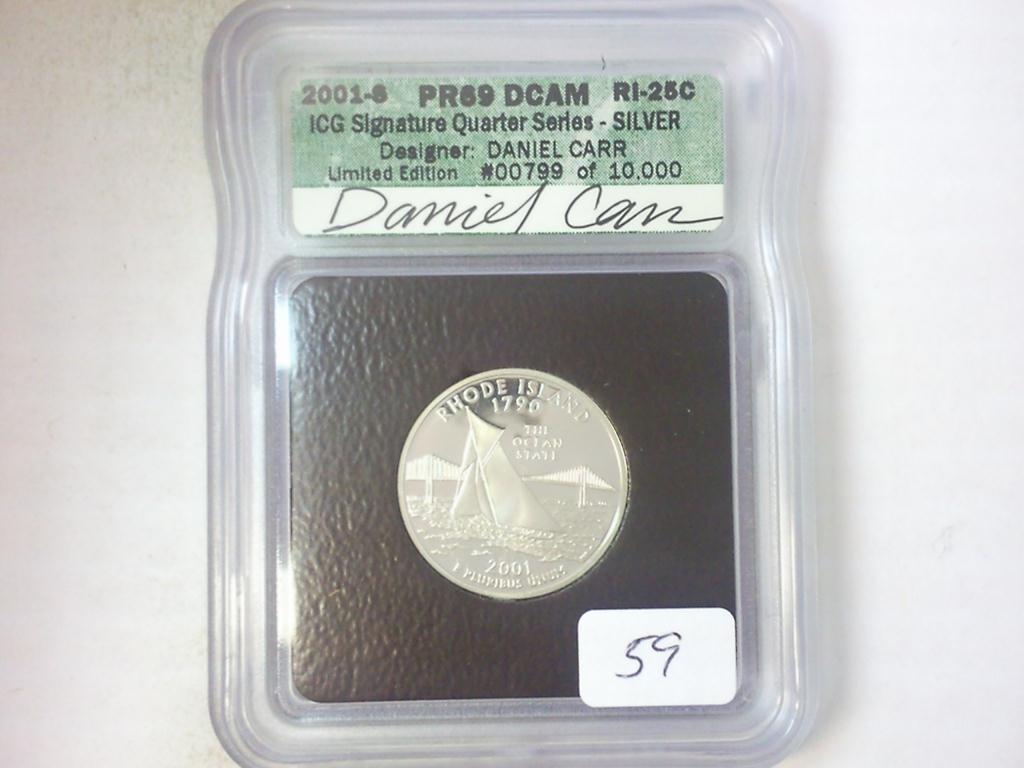 2001-S PR69 DCAM RI-25C
ICG Signature Quarter Series - SILVER
Designer: DANIEL CARR
Limited Edition #00799 of 10,000
Daniel Carr
RHODE ISLAND
1790
THE
OCEAN
STATE
2001
E PLURIBUS UNUM
59